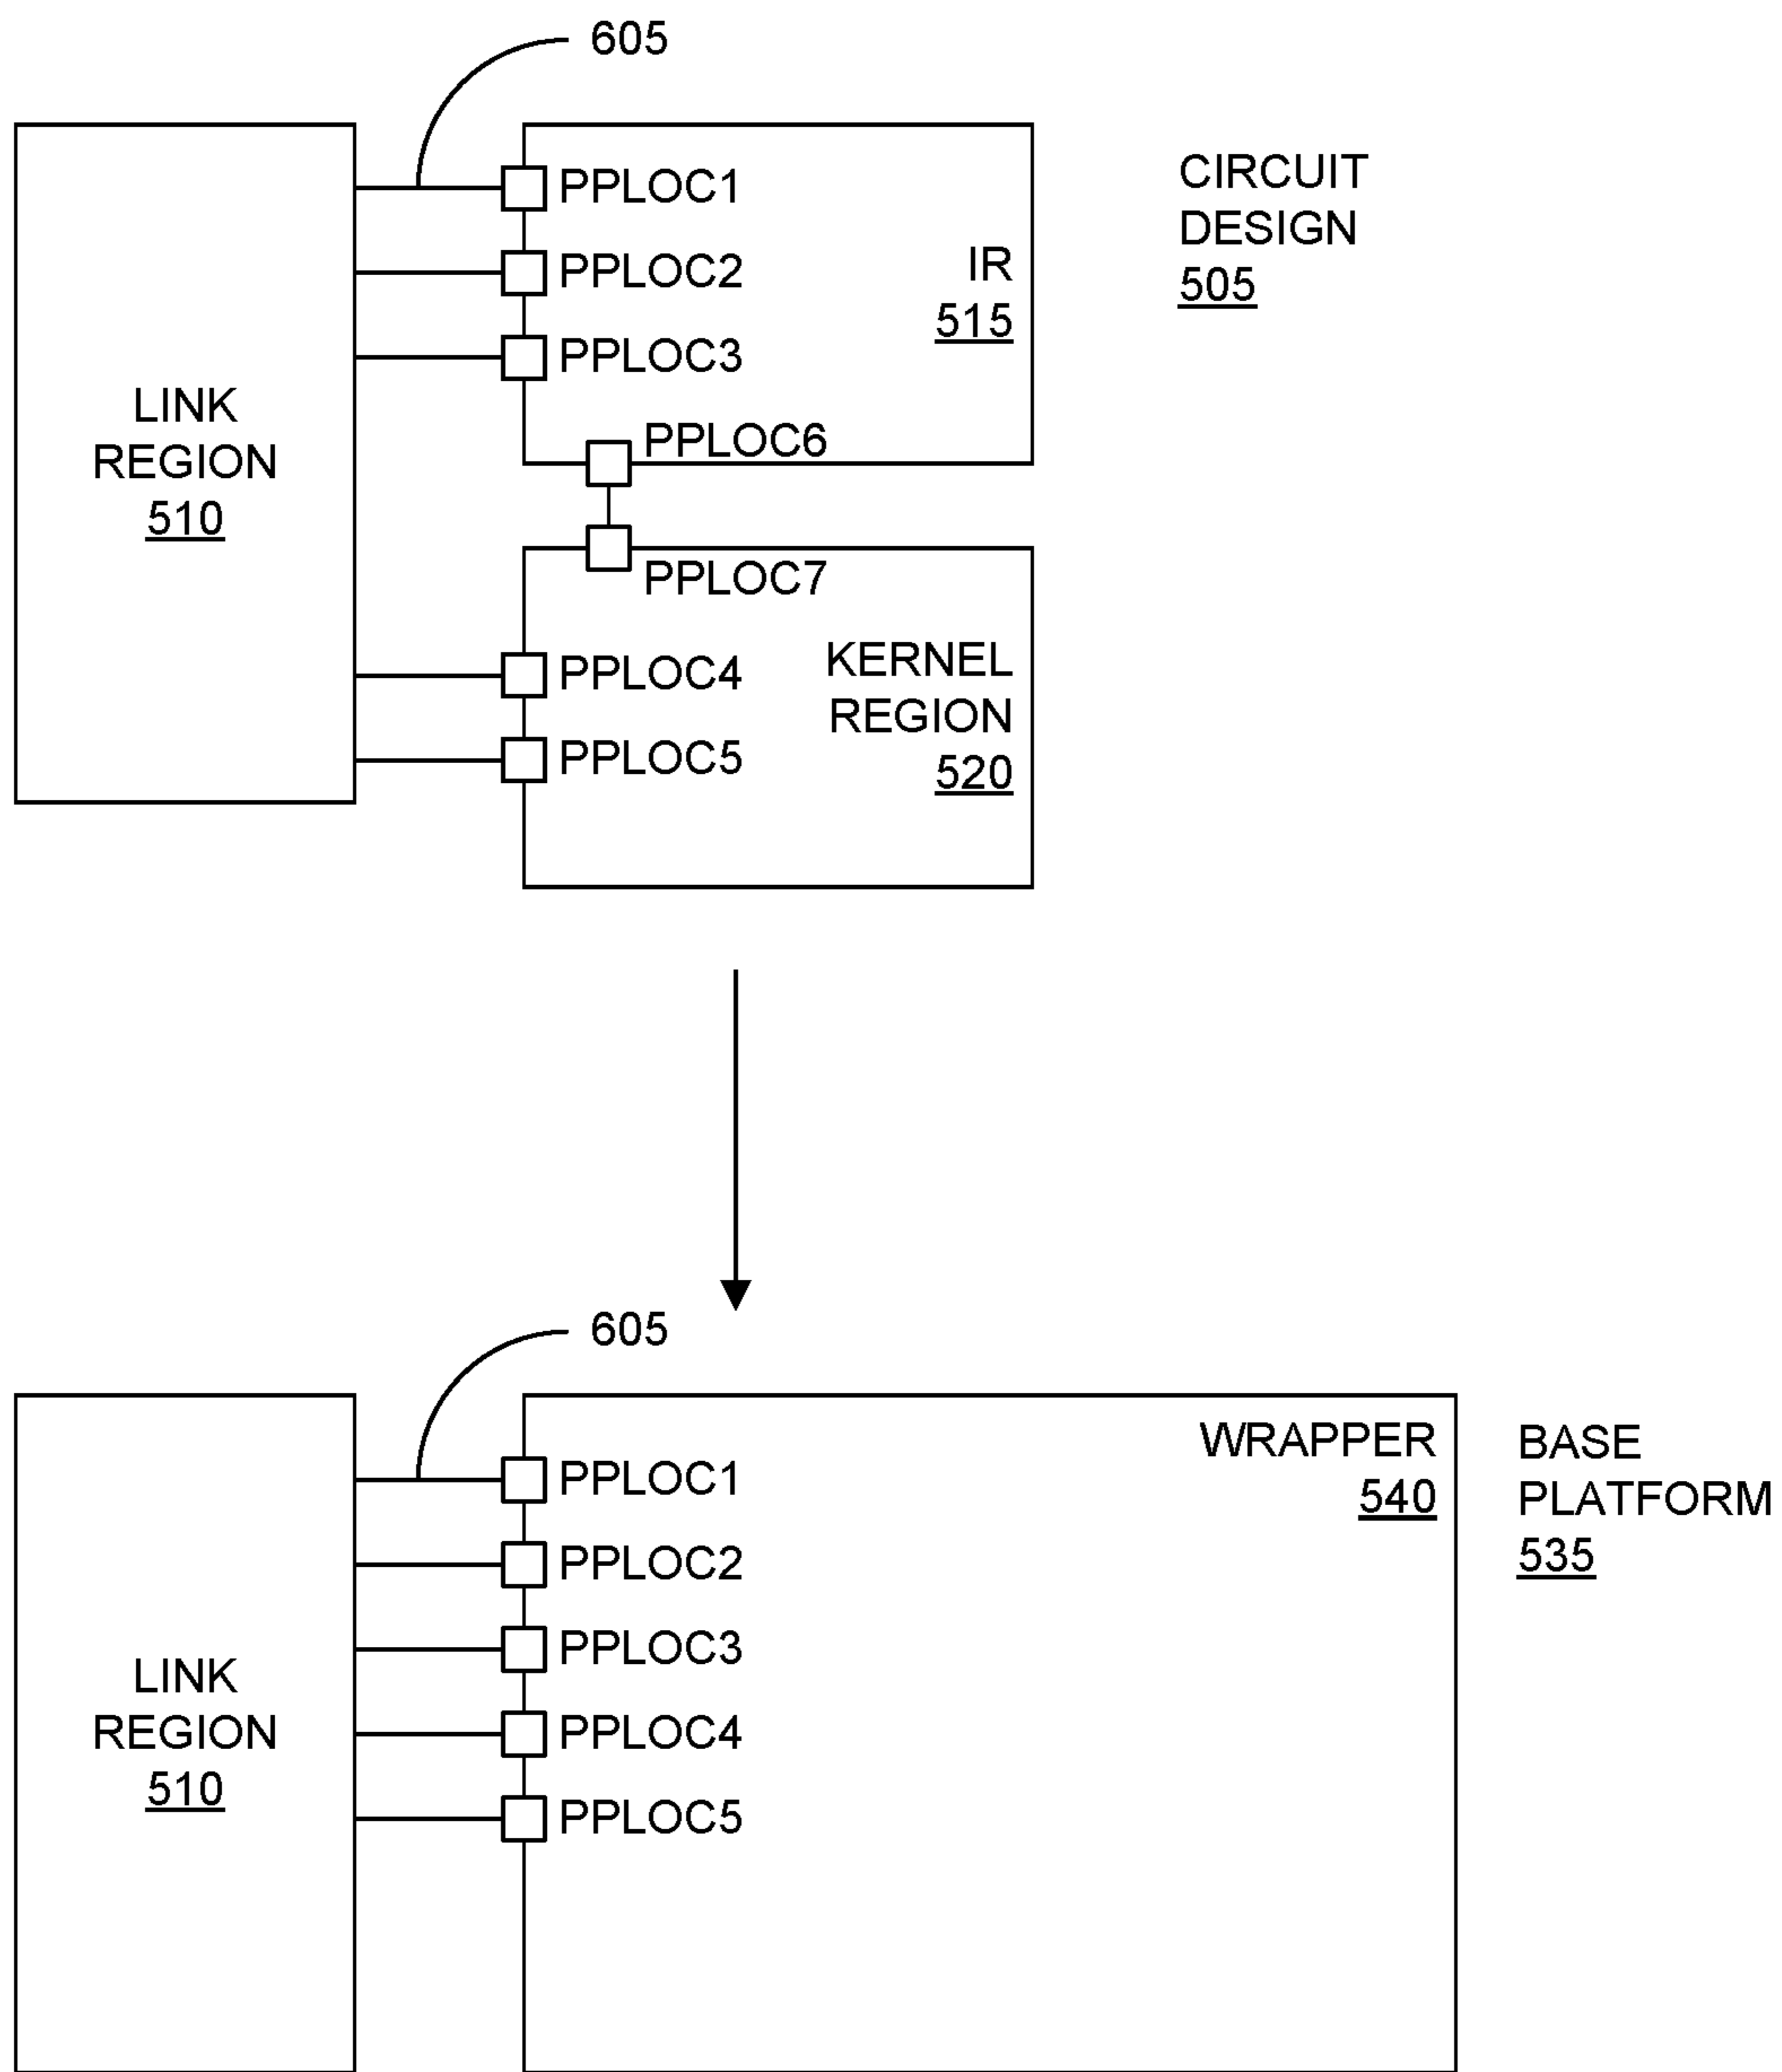 605
PPLOC1
PPLOC2
PPLOC3
IR
515
CIRCUIT
DESIGN
505
LINK
REGION
510
PPLOC6
PPLOC7
PPLOC4
PPLOC5
KERNEL
REGION
520
605
WRAPPER
540
BASE
PLATFORM
535
PPLOC1
PPLOC2
PPLOC3
PPLOC4
PPLOC5
LINK
REGION
510